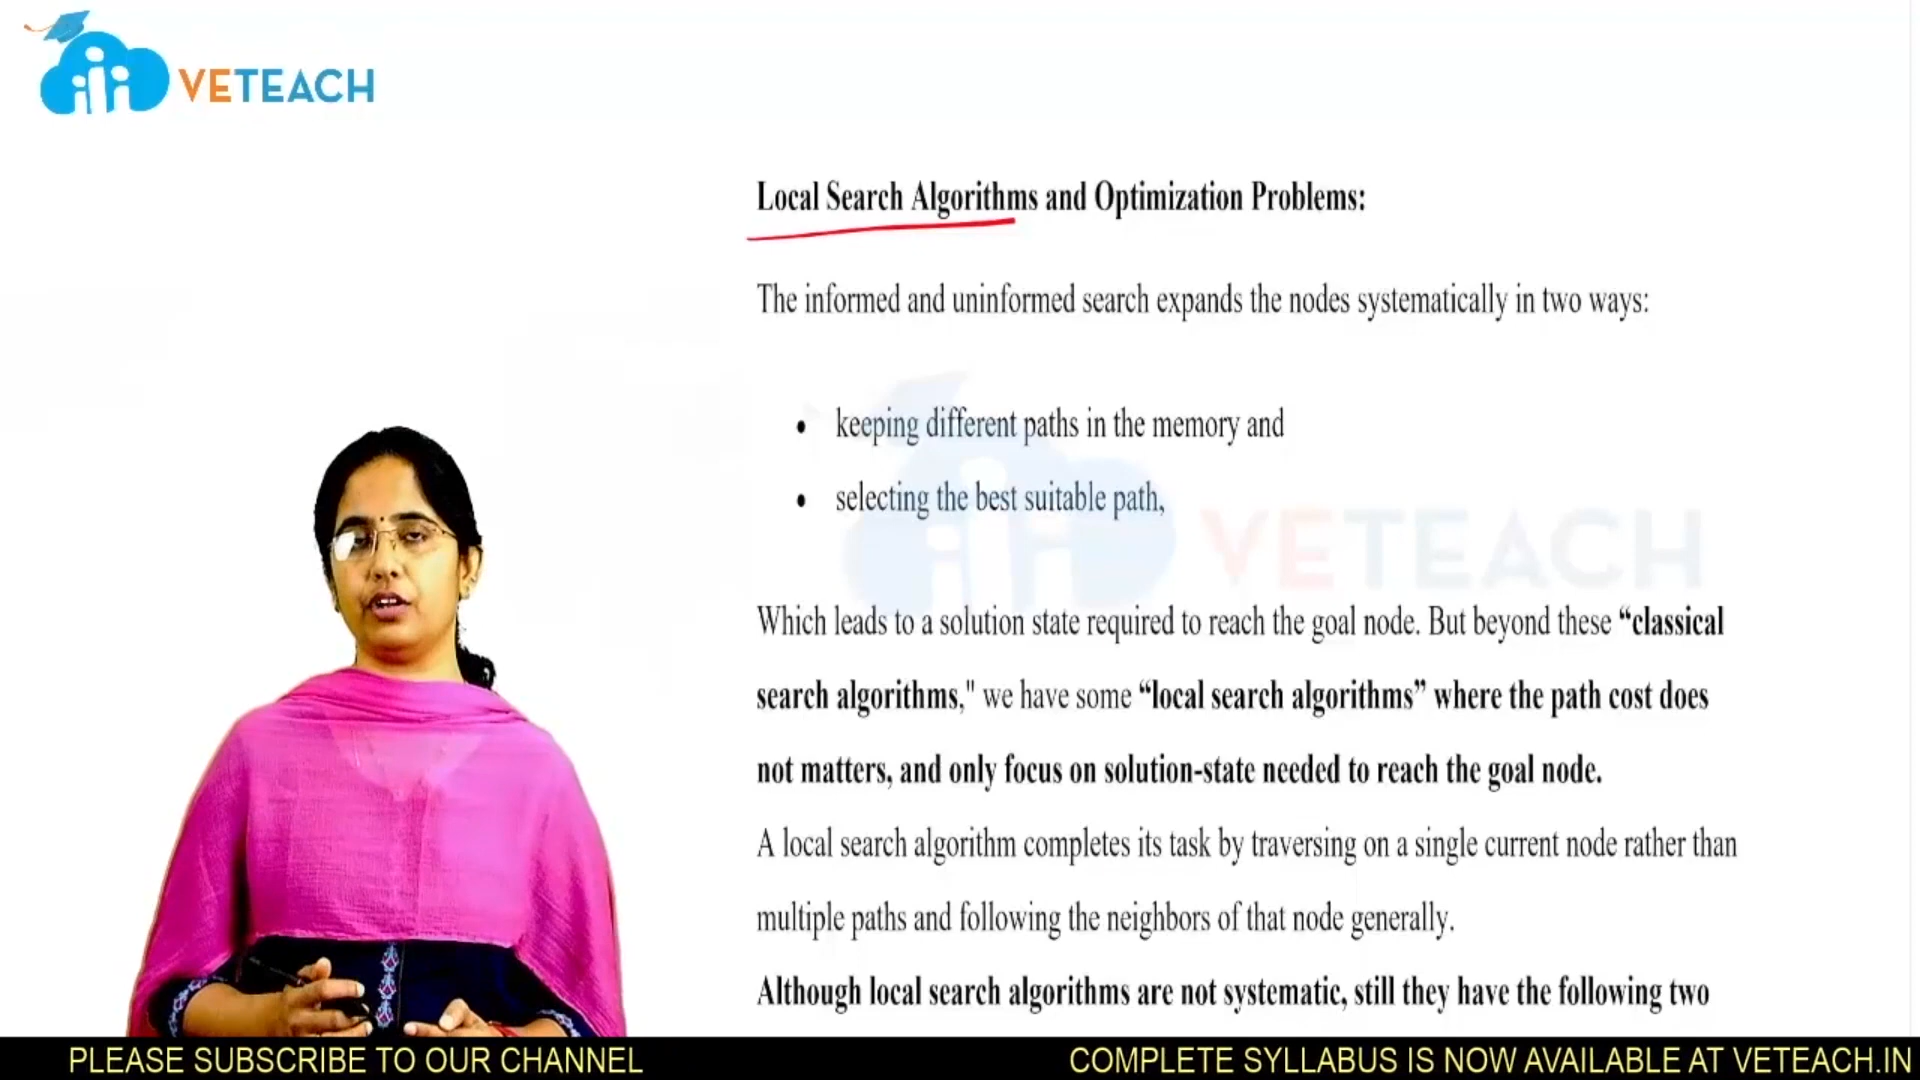 VETEACH
Local Search Algorithms and Optimization Problems:
The informed and uninformed search expands the nodes systematically in two ways:
• keeping different paths in the memory and
• selecting the best suitable path,
VETEACH
Which leads to a solution state required to reach the goal node. But beyond these “classical
search algorithms," we have some “local search algorithms” where the path cost does
not matters, and only focus on solution-state needed to reach the goal node.
A local search algorithm completes its task by traversing on a single current node rather than
multiple paths and following the neighbors of that node generally.
Although local search algorithms are not systematic, still they have the following two
PLEASE SUBSCRIBE TO OUR CHANNEL
COMPLETE SYLLABUS IS NOW AVAILABLE AT VETEACH.IN